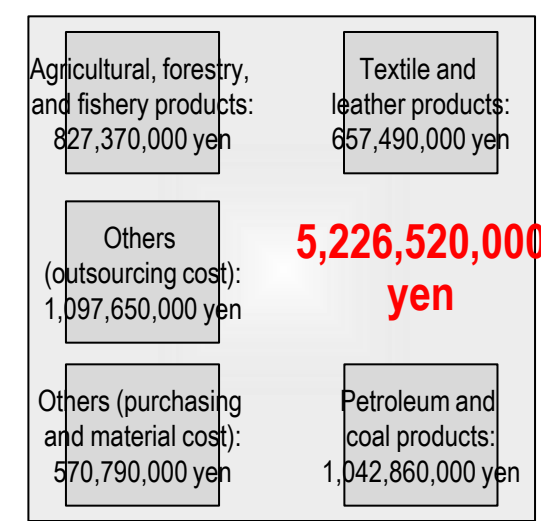 Agricultural, forestry,
and fishery products:
827,370,000 yen
Textile and
leather products:
657,490,000 yen
Others
(outsourcing cost):
1,097,650,000 yen
5,226,520,000
yen
Others (purchasing
and material cost):
570,790,000 yen
Petroleum and
coal products:
1,042,860,000 yen